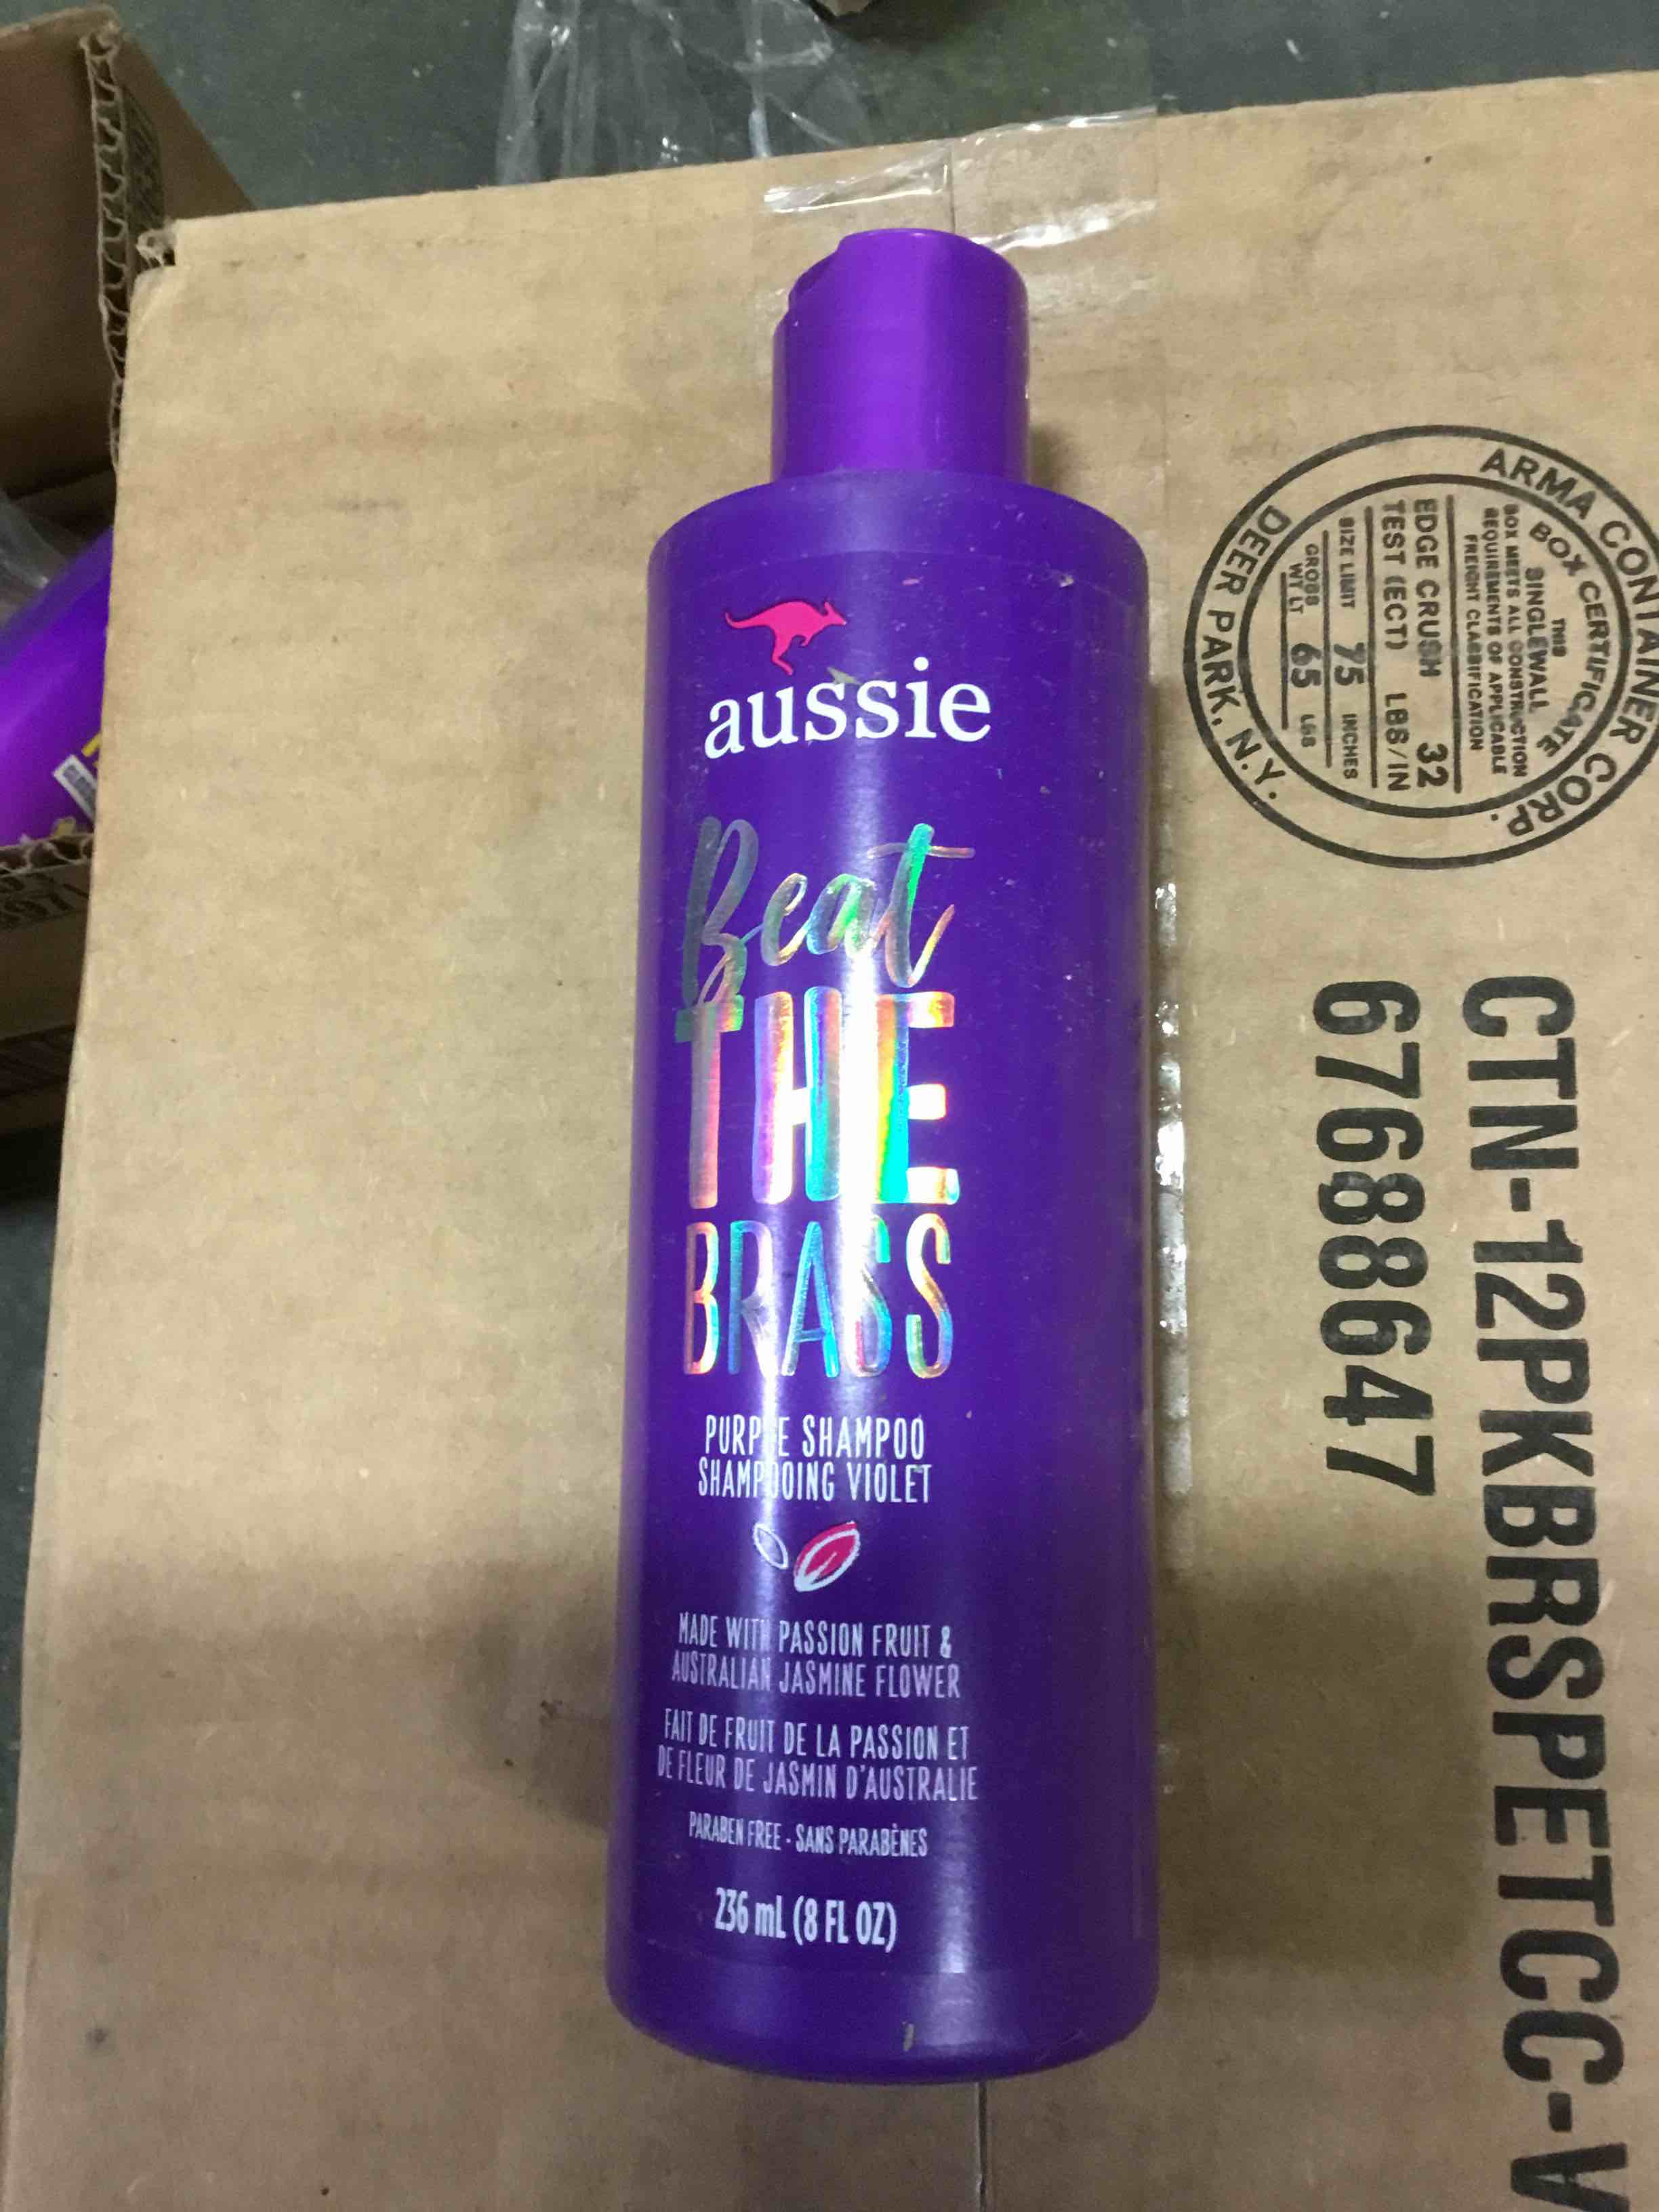 aussie
Beat
THE
BRASS
PURPLE SHAMPOO
SHAMPOOING VIOLET
MADE WITH PASSION FRUIT &
AUSTRALIAN JASMINE FLOWER
FAIT DE FRUIT DE LA PASSION ET
DE FLEUR DE JASMIN D'AUSTRALIE
PARABEN FREE - SANS PARABÈNES
236 mL (8 FL OZ)
ARMA CONTAINER CORP.
BOX CERTIFICATE
THIS
SINGLEWALL
BOX MEETS ALL CONSTRUCTION
REQUIREMENTS OF APPLICABLE
FREIGHT CLASSIFICATION
EDGE CRUSH 32
TEST (ECT) LBS/IN
SIZE LIMIT 75 INCHES
GROSS
WT LT 65 LBS
DEER PARK, N.Y.
CTN-12PKBRSPETCC-V
67688647